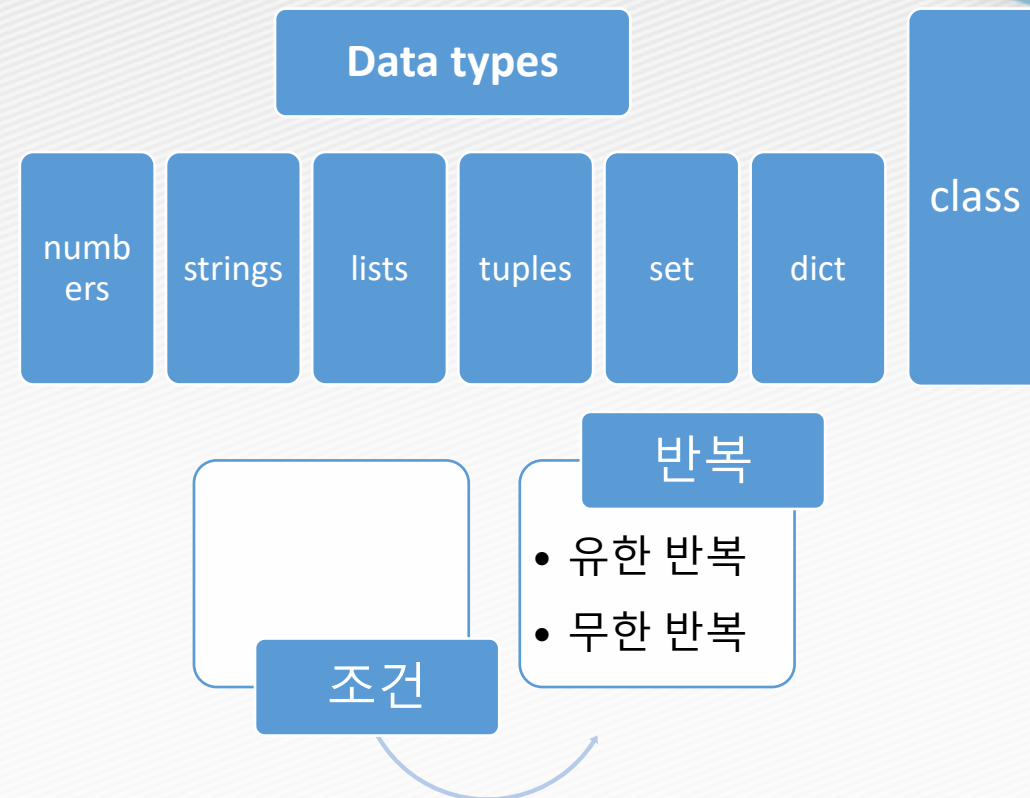 Data types
class
numb
ers
strings
lists
tuples
set
dict
반복
• 유한 반복
• 무한 반복
조건